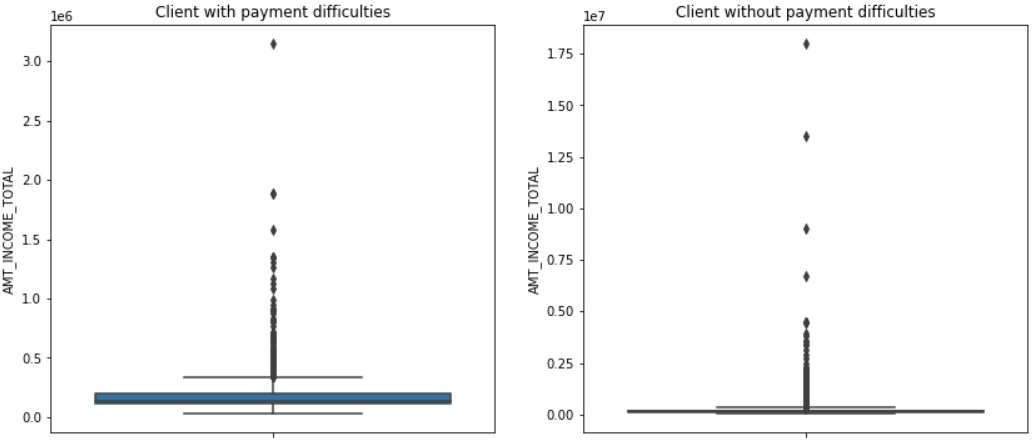 Client with payment difficulties
1e6
3.0
2.5
2.0
1.5
1.0
0.5
0.0
AMT_INCOME_TOTAL
Client without payment difficulties
1e7
1.75
1.50
1.25
1.00
0.75
0.50
0.25
0.00
AMT_INCOME_TOTAL